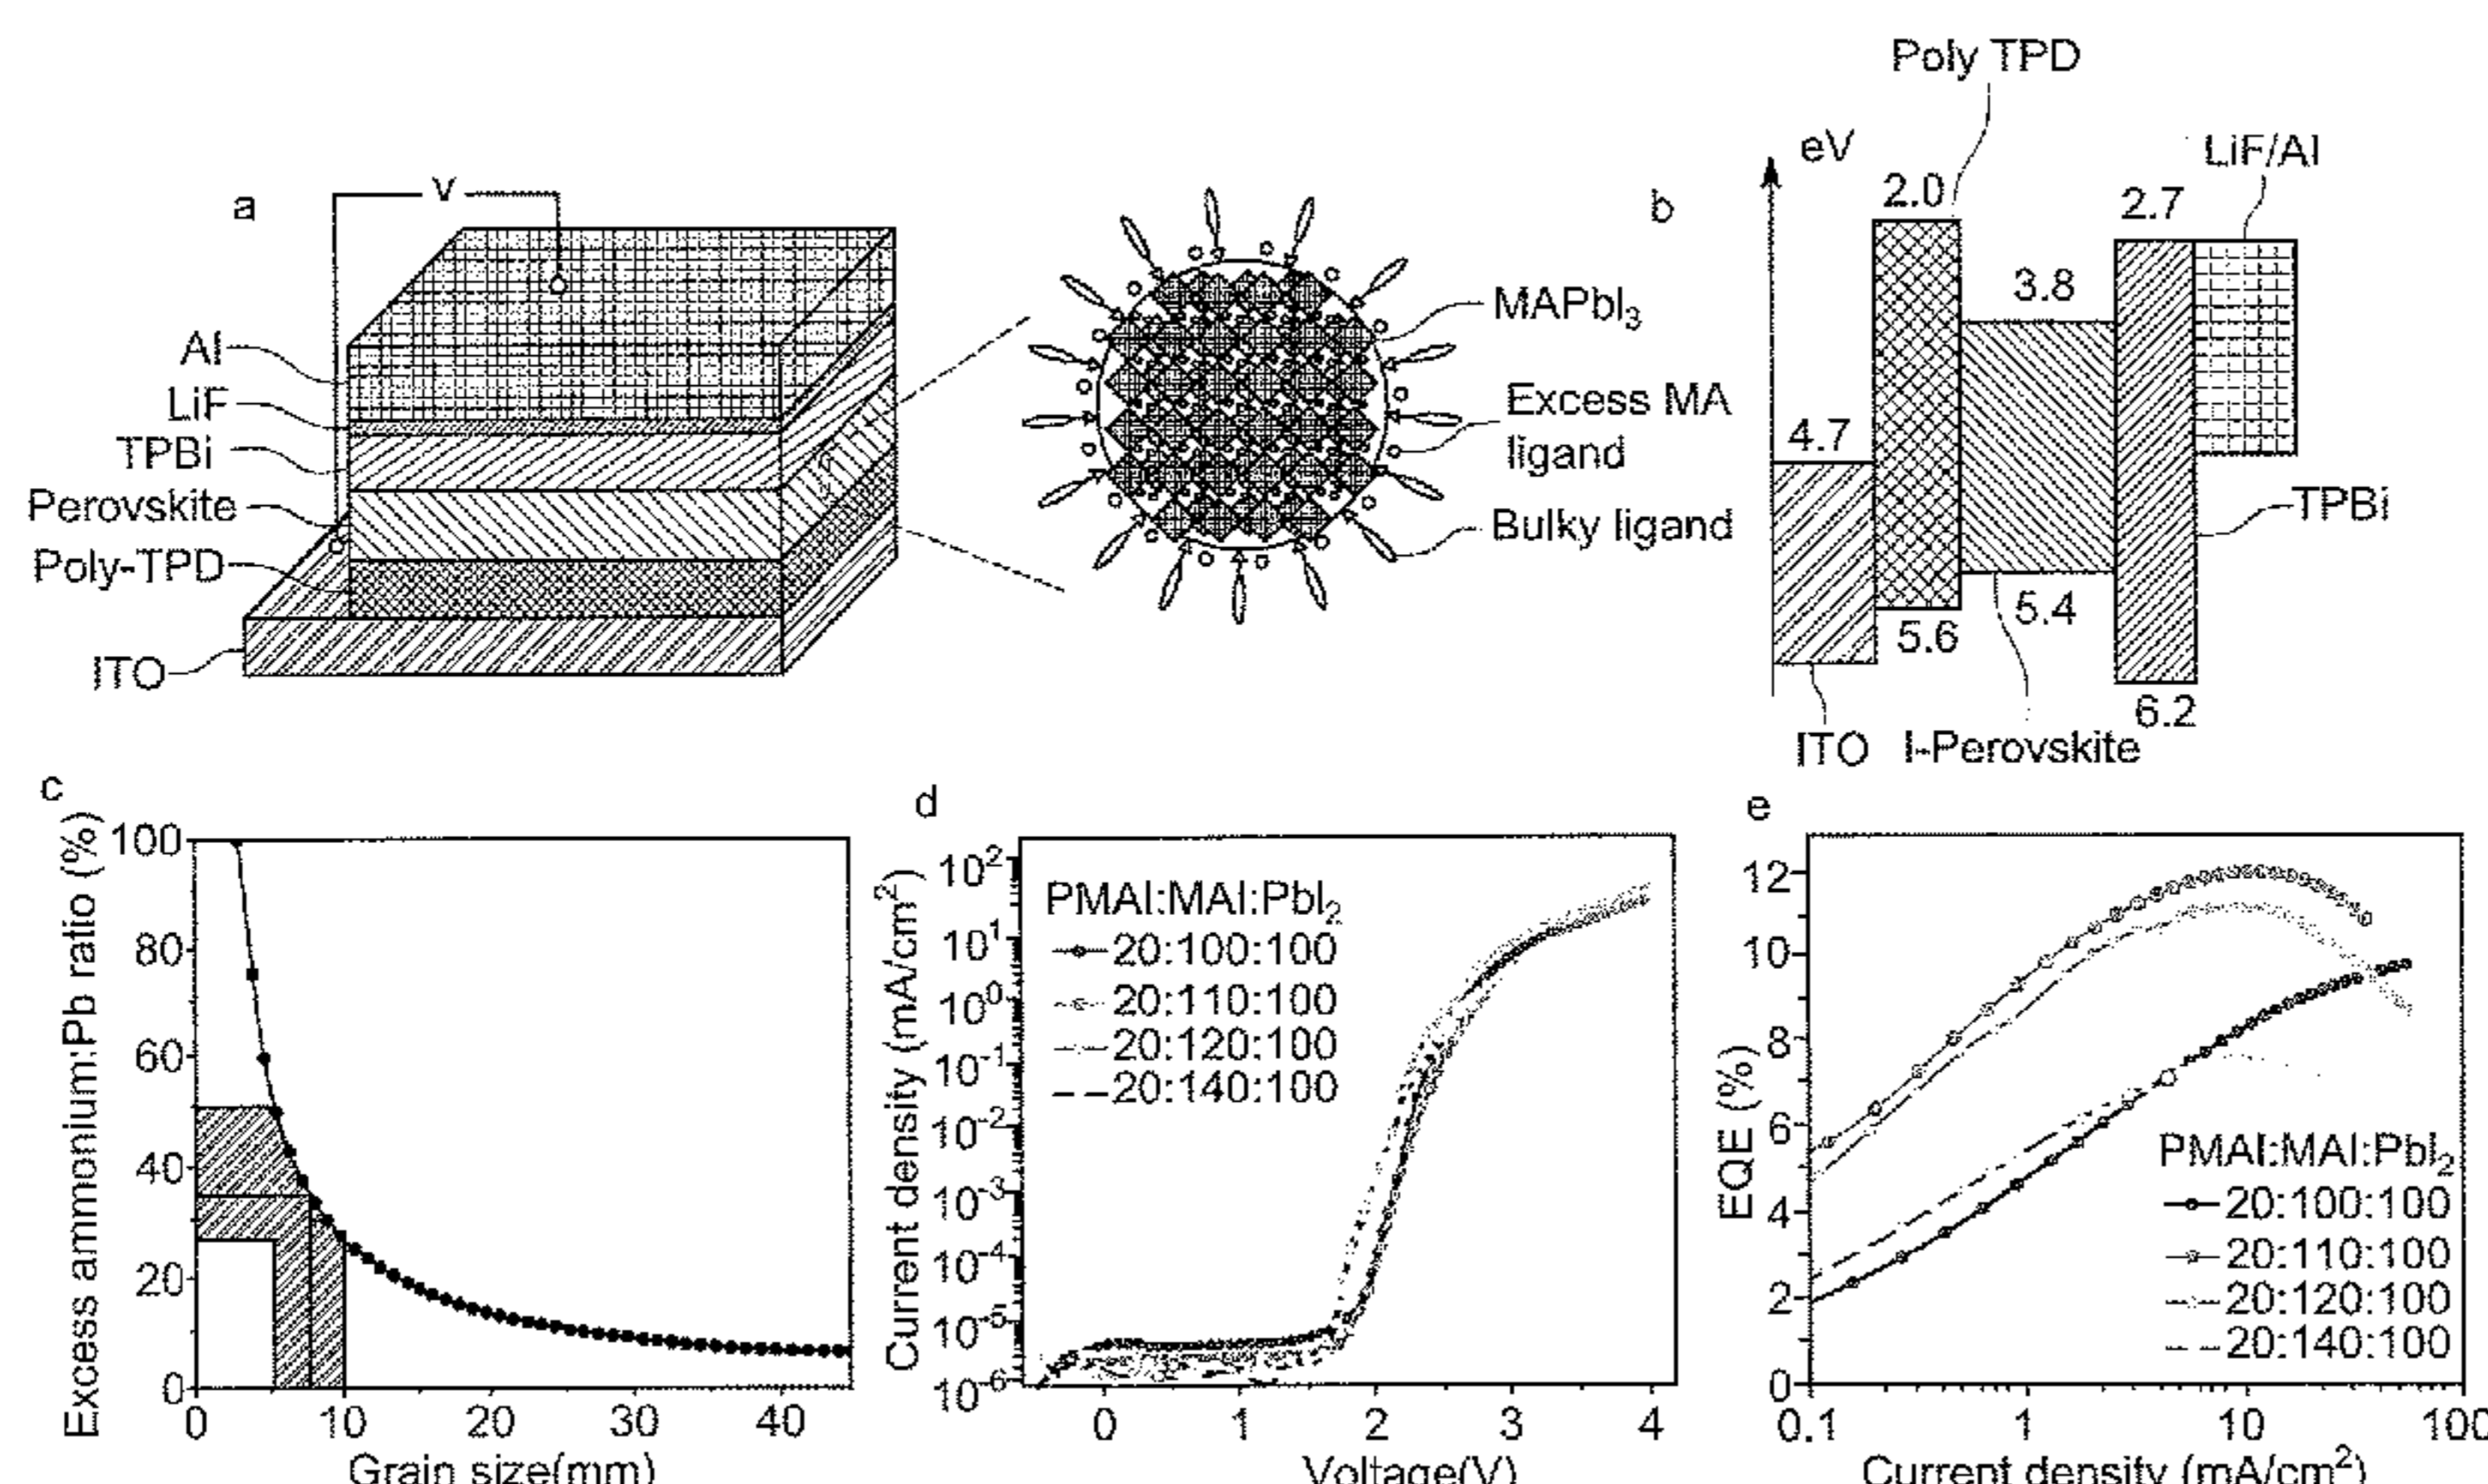 a
V
Al
LiF
TPBi
Perovskite
Poly-TPD
ITO
MAPbI3
Excess MA
ligand
Bulky ligand
b
eV
Poly TPD
LiF/Al
2.0
2.7
3.8
4.7
5.4
5.6
6.2
TPBi
ITO
I-Perovskite
c
Excess ammonium:Pb ratio (%)
100
80
60
40
20
0
0 10 20 30 40
Grain size(mm)
d
Current density (mA/cm2)
10^2
10^1
10^0
10^-1
10^-2
10^-3
10^-4
10^-5
10^-6
PMAI:MAI:PbI2
20:100:100
20:110:100
20:120:100
20:140:100
0 1 2 3 4
Voltage(V)
e
EQE (%)
12
10
8
6
4
2
0
PMAI:MAI:PbI2
20:100:100
20:110:100
20:120:100
20:140:100
0.1 1 10 100
Current density (mA/cm2)